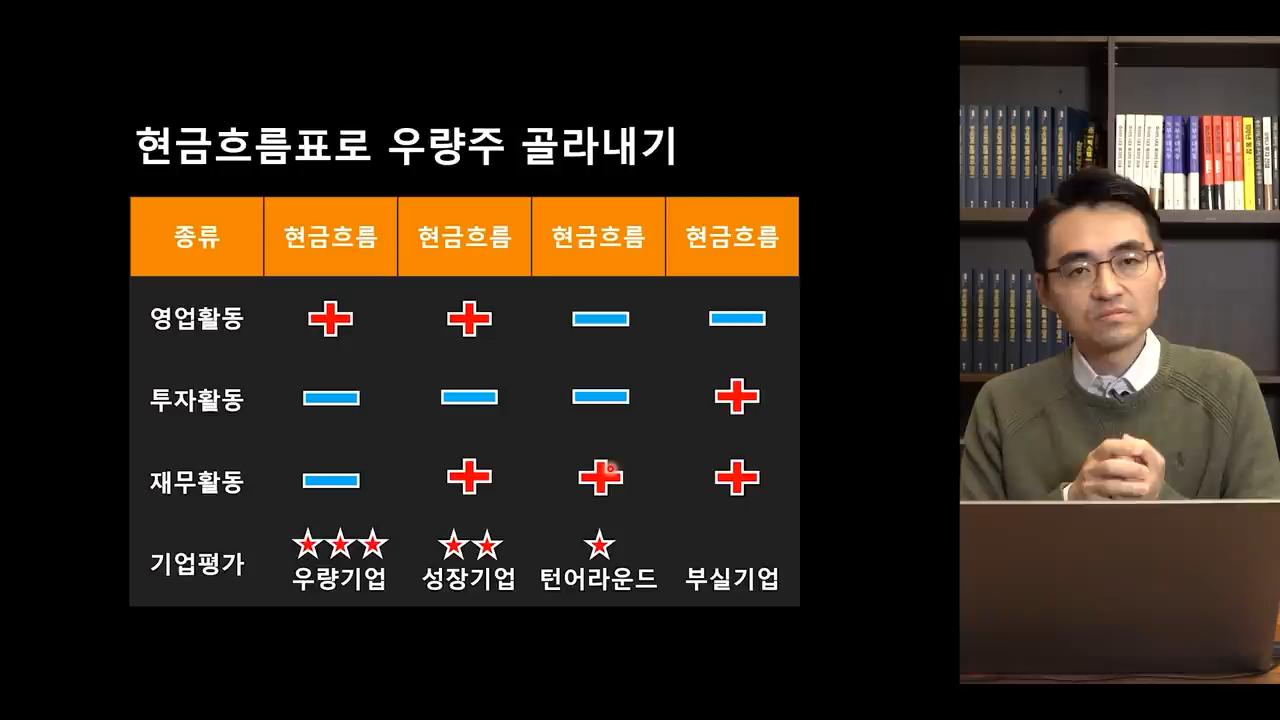 현금흐름표로 우량주 골라내기
종류 현금흐름 현금흐름 현금흐름 현금흐름
영업활동
투자활동
재무활동
기업평가 우량기업 성장기업 턴어라운드 부실기업